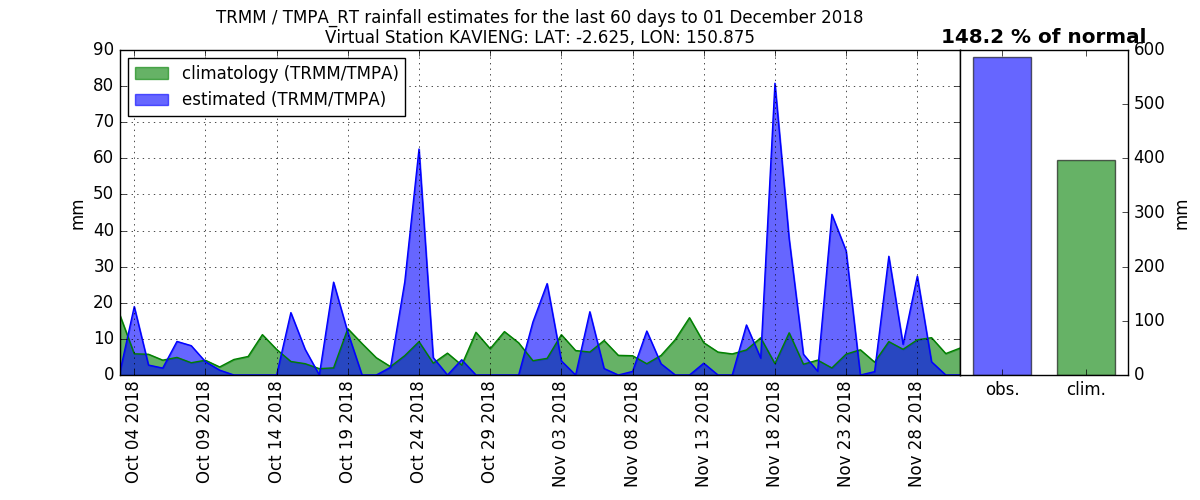 TRMM / TMPA_RT rainfall estimates for the last 60 days to 01 December 2018
Virtual Station KAVIENG: LAT: -2.625, LON: 150.875
148.2 % of normal
climatology (TRMM/TMPA)
estimated (TRMM/TMPA)
90
80
70
60
50
40
30
20
10
0
mm
Oct 04 2018
Oct 09 2018
Oct 14 2018
Oct 19 2018
Oct 24 2018
Oct 29 2018
Nov 03 2018
Nov 08 2018
Nov 13 2018
Nov 18 2018
Nov 23 2018
Nov 28 2018
obs.
clim.
600
500
400
300
200
100
0
mm